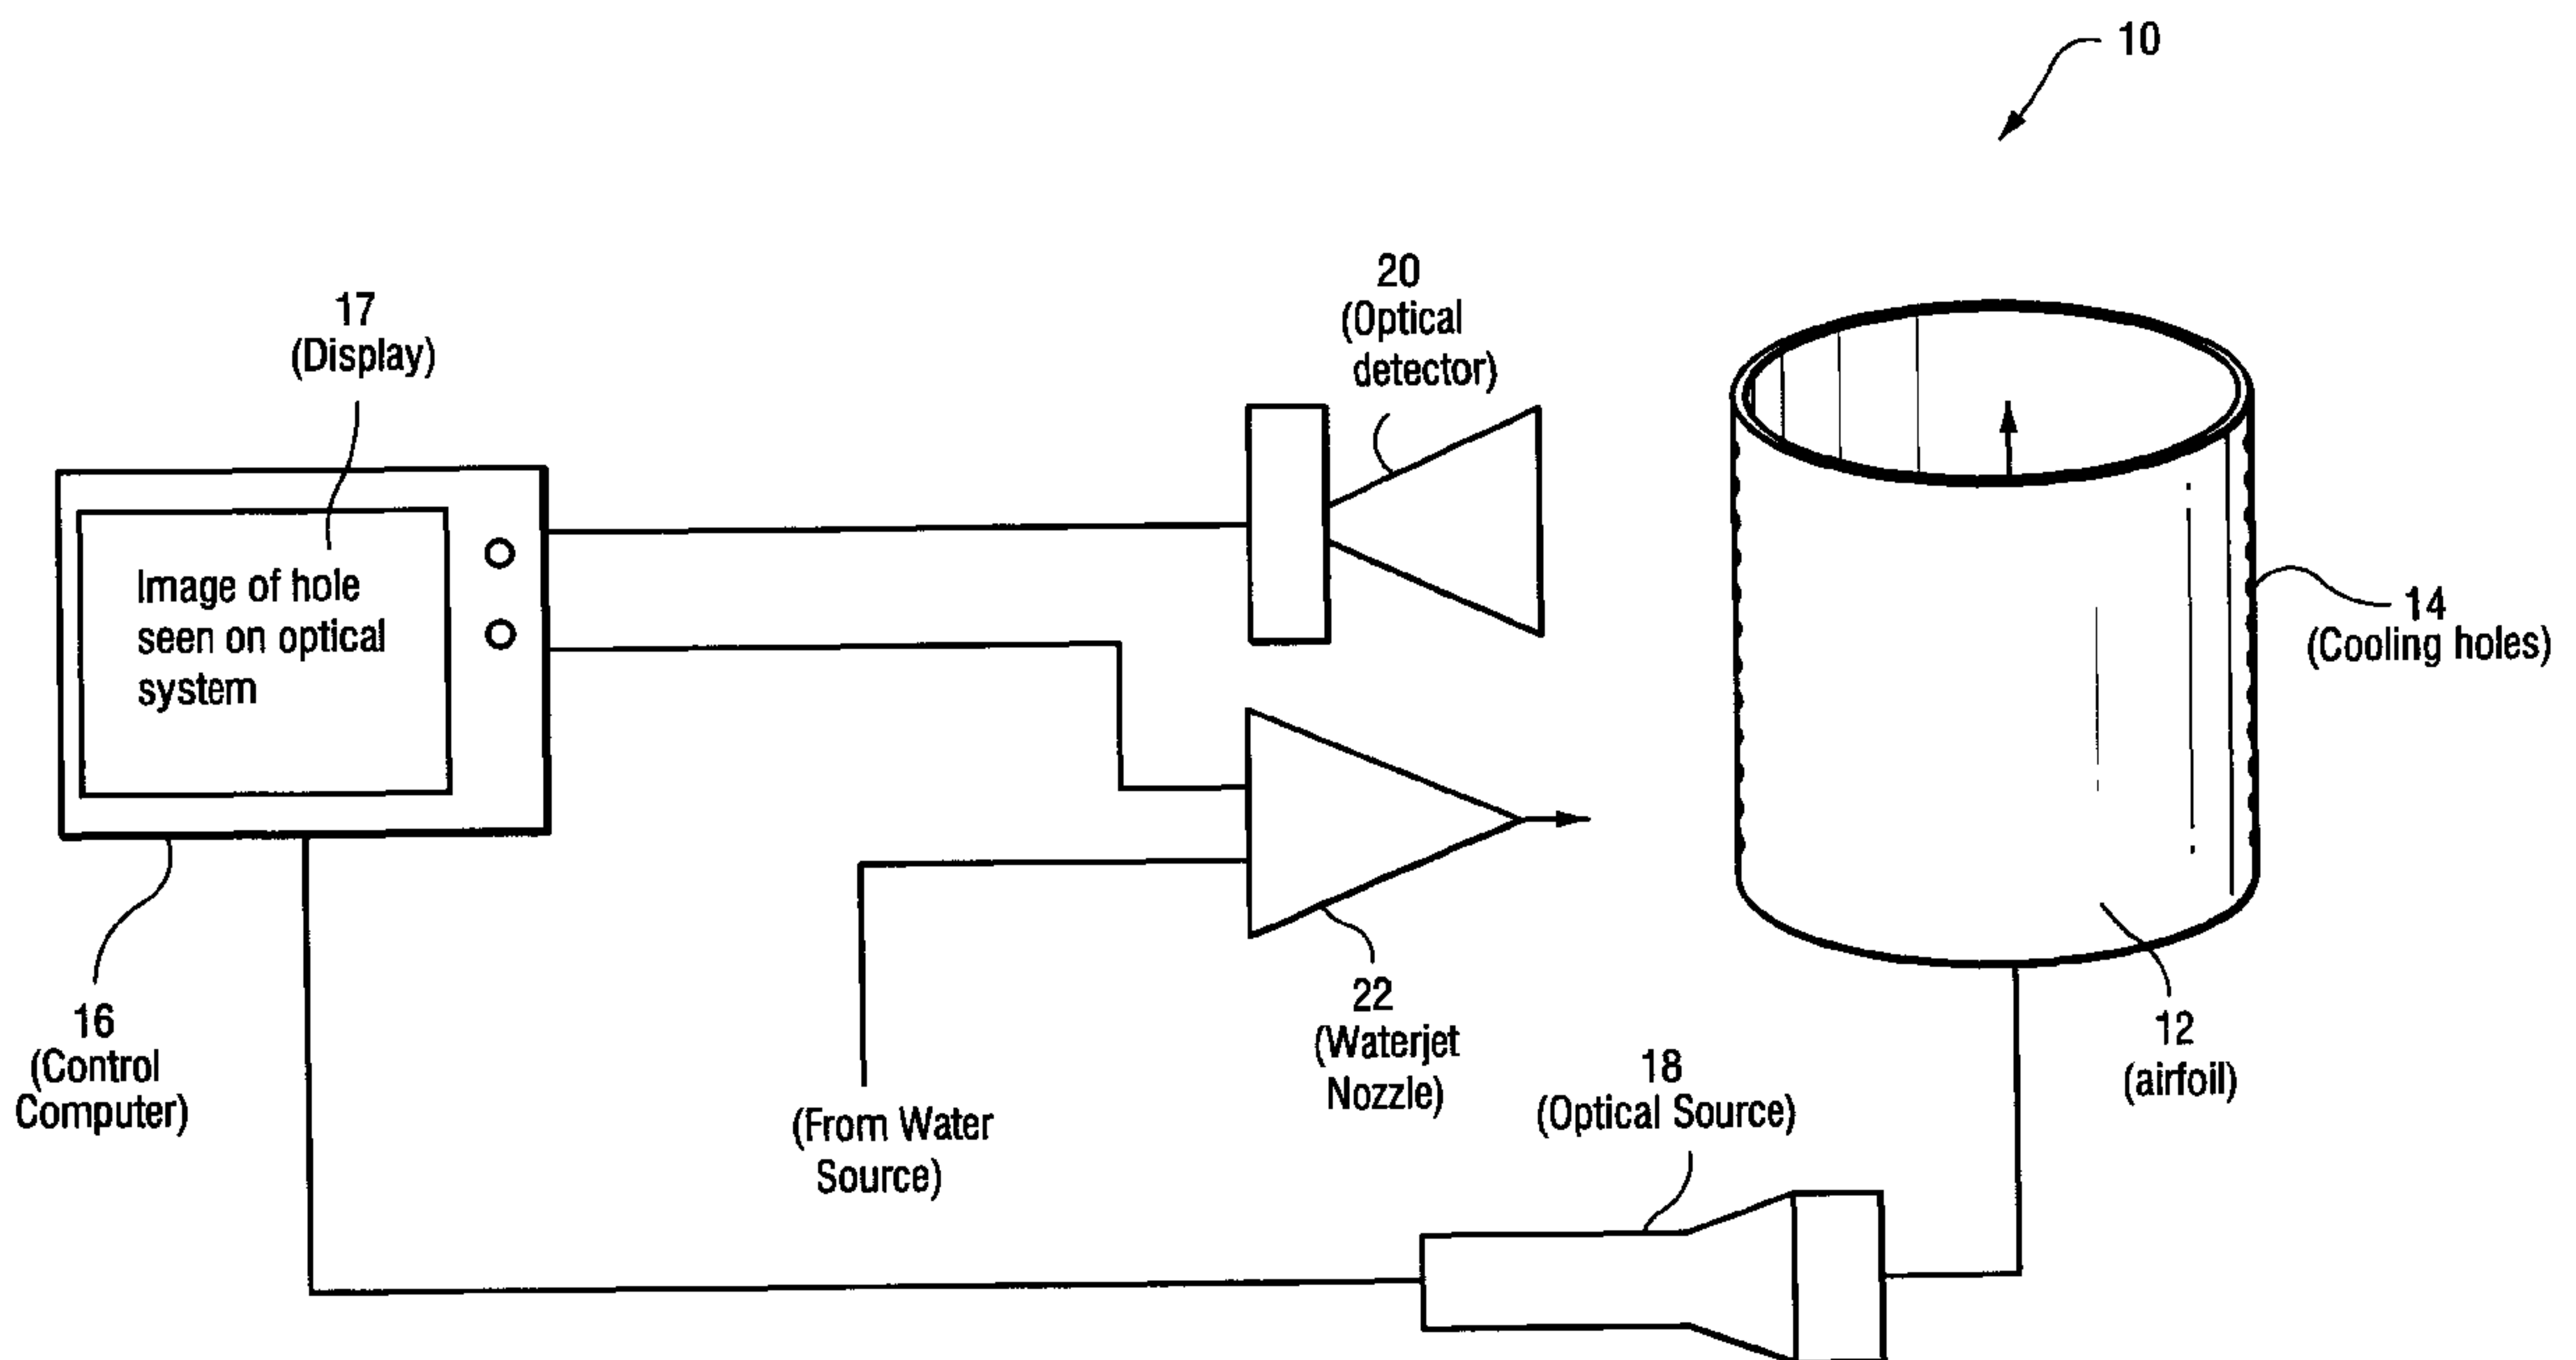 10
20
(Optical
detector)
17
(Display)
Image of hole
seen on optical
system
14
(Cooling holes)
22
(Waterjet
Nozzle)
16
(Control
Computer)
12
(airfoil)
18
(Optical Source)
(From Water
Source)